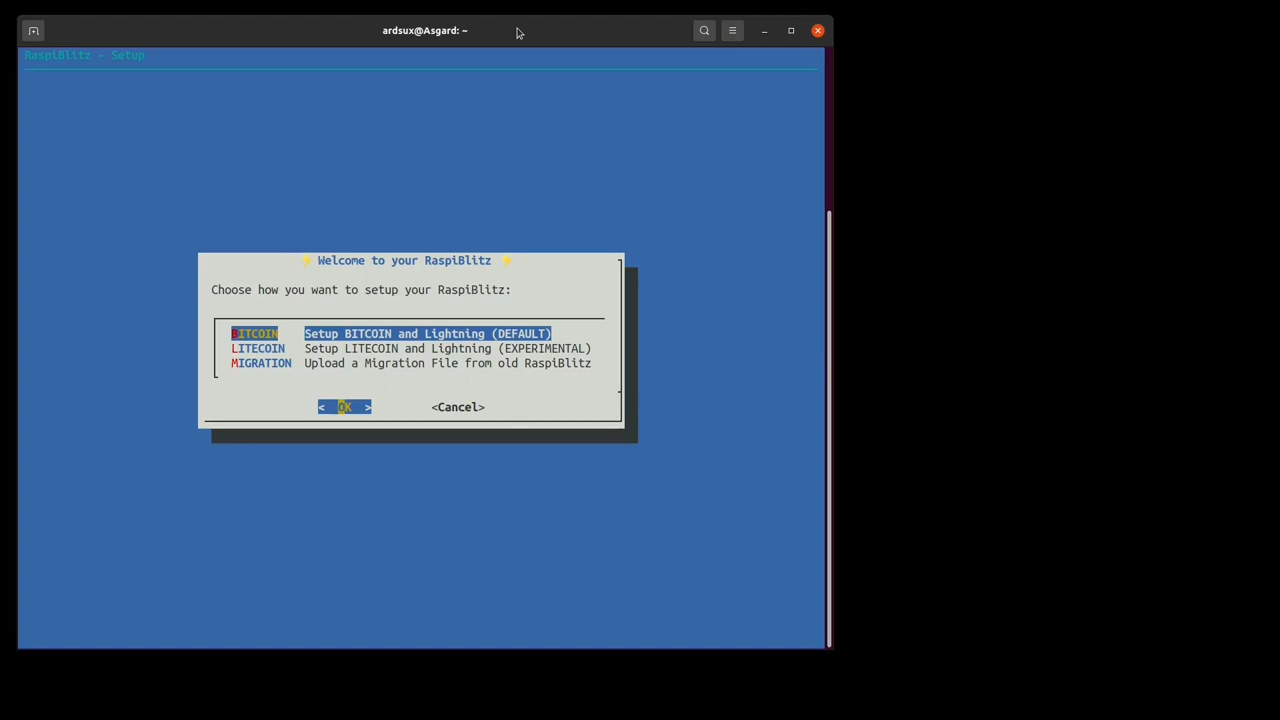 ardsux@Asgard: ~
RaspiBlitz - Setup
⚡ Welcome to your RaspiBlitz ⚡
Choose how you want to setup your RaspiBlitz:
BITCOIN Setup BITCOIN and Lightning (DEFAULT)
LITECOIN Setup LITECOIN and Lightning (EXPERIMENTAL)
MIGRATION Upload a Migration File from old RaspiBlitz
< OK > <Cancel>